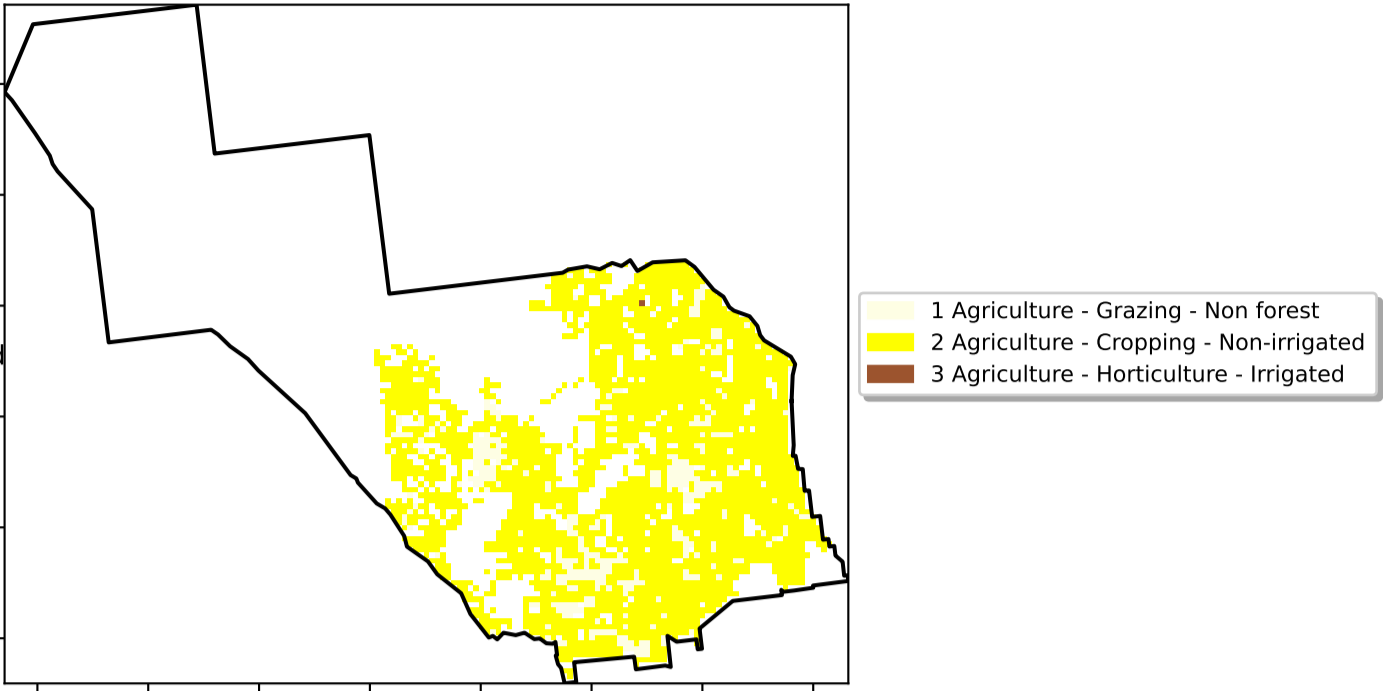 1 Agriculture - Grazing - Non forest
2 Agriculture - Cropping - Non-irrigated
3 Agriculture - Horticulture - Irrigated